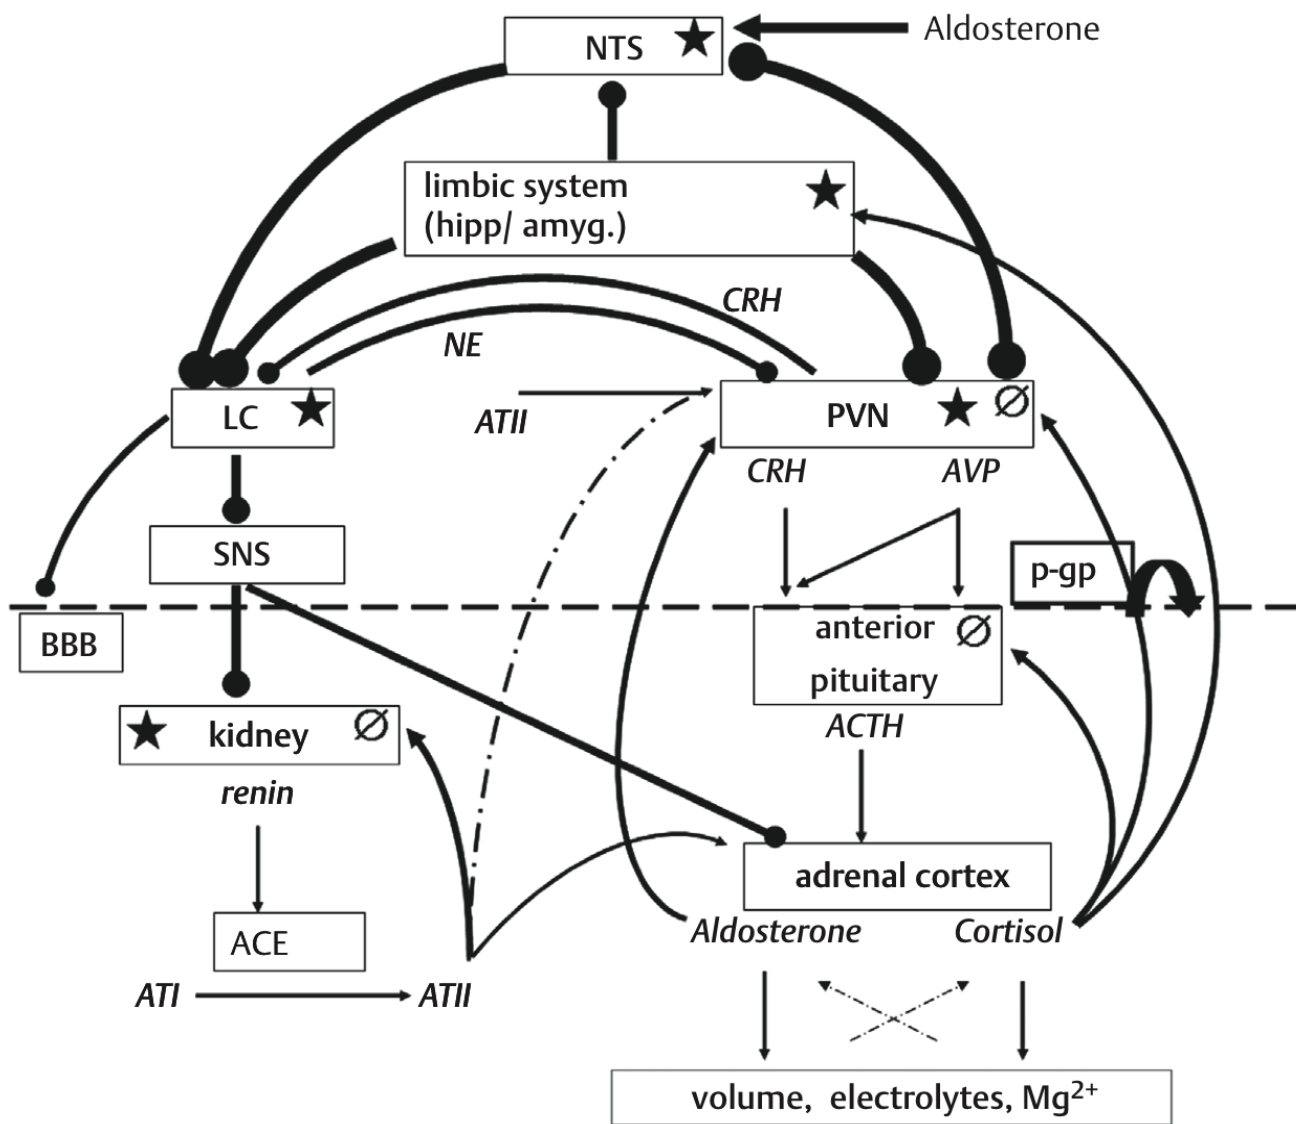 NTS
Aldosterone
limbic system
(hipp/ amyg.)
CRH
NE
LC
ATII
PVN
CRH
AVP
SNS
p-gp
BBB
anterior
pituitary
ACTH
kidney
renin
adrenal cortex
Aldosterone
Cortisol
ACE
ATI
ATII
volume, electrolytes, Mg²⁺